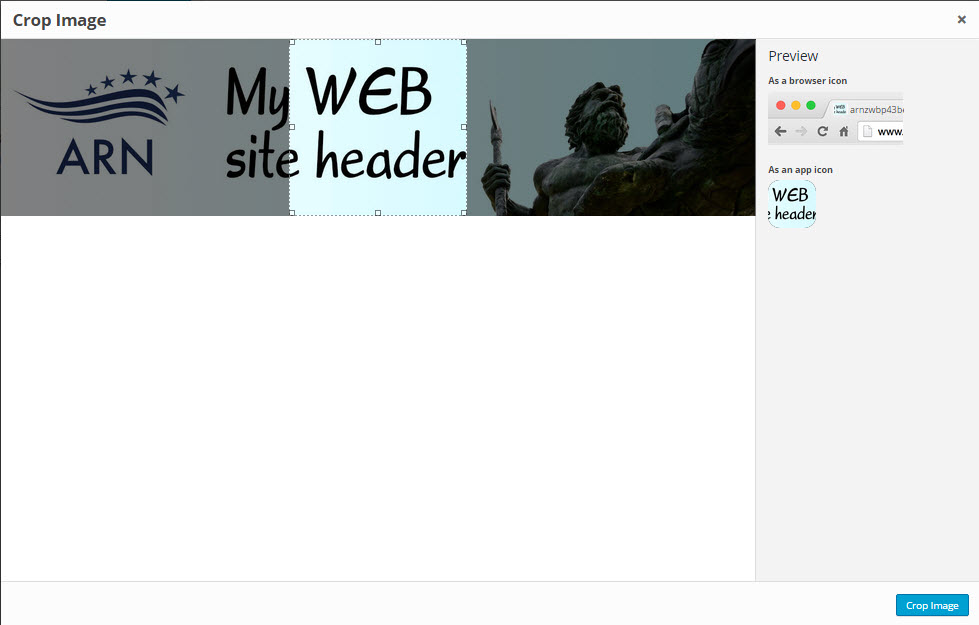 Crop Image
ARN
My WEB
site header
Preview
As a browser icon
WEB
arnzwbp43b
www.
As an app icon
WEB
e header
Crop Image